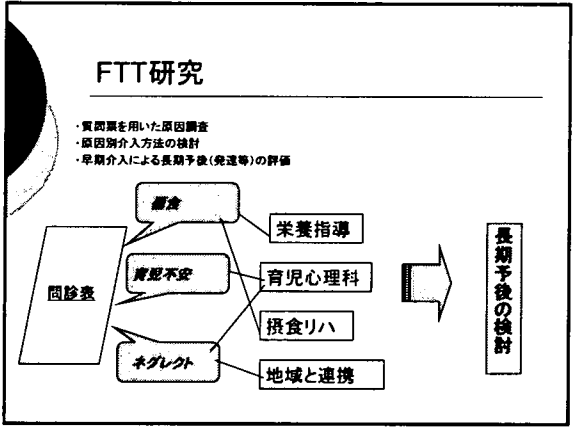 FTT研究
・質問票を用いた原因調査
・原因別介入方法の検討
・早期介入による長期予後(発達等)の評価
偏食
育児不安
ネグレクト
問診表
栄養指導
育児心理科
摂食リハ
地域と連携
長期予後の検討